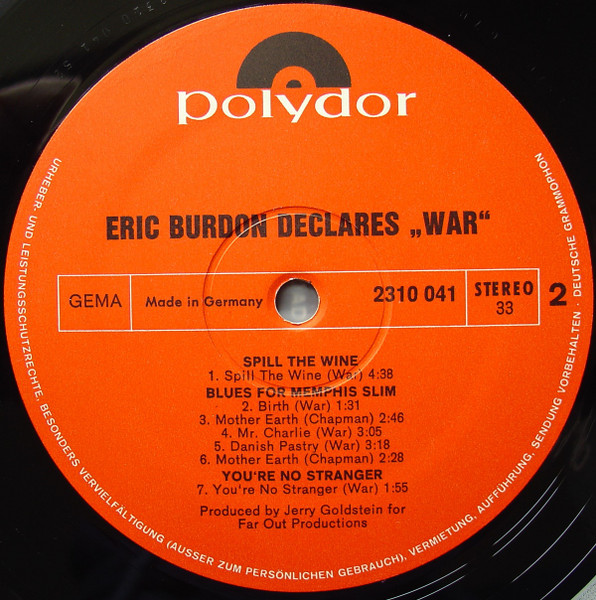 polydor
ERIC BURDON DECLARES „WAR“
GEMA
Made in Germany
2310 041
STEREO
33
2
SPILL THE WINE
1. Spill The Wine (War) 4:38
BLUES FOR MEMPHIS SLIM
2. Birth (War) 1:31
3. Mother Earth (Chapman) 2:46
4. Mr. Charlie (War) 3:05
5. Danish Pastry (War) 3:18
6. Mother Earth (Chapman) 2:28
YOU'RE NO STRANGER
7. You're No Stranger (War) 1:55
Produced by Jerry Goldstein for
Far Out Productions
URHEBER- UND LEISTUNGSSCHUTZRECHTE, BESONDERS VERVIELFÄLTIGUNG (AUSSER ZUM PERSÖNLICHEN GEBRAUCH), VERMIETUNG, AUFFÜHRUNG, SENDUNG VORBEHALTEN · DEUTSCHE GRAMMOPHON